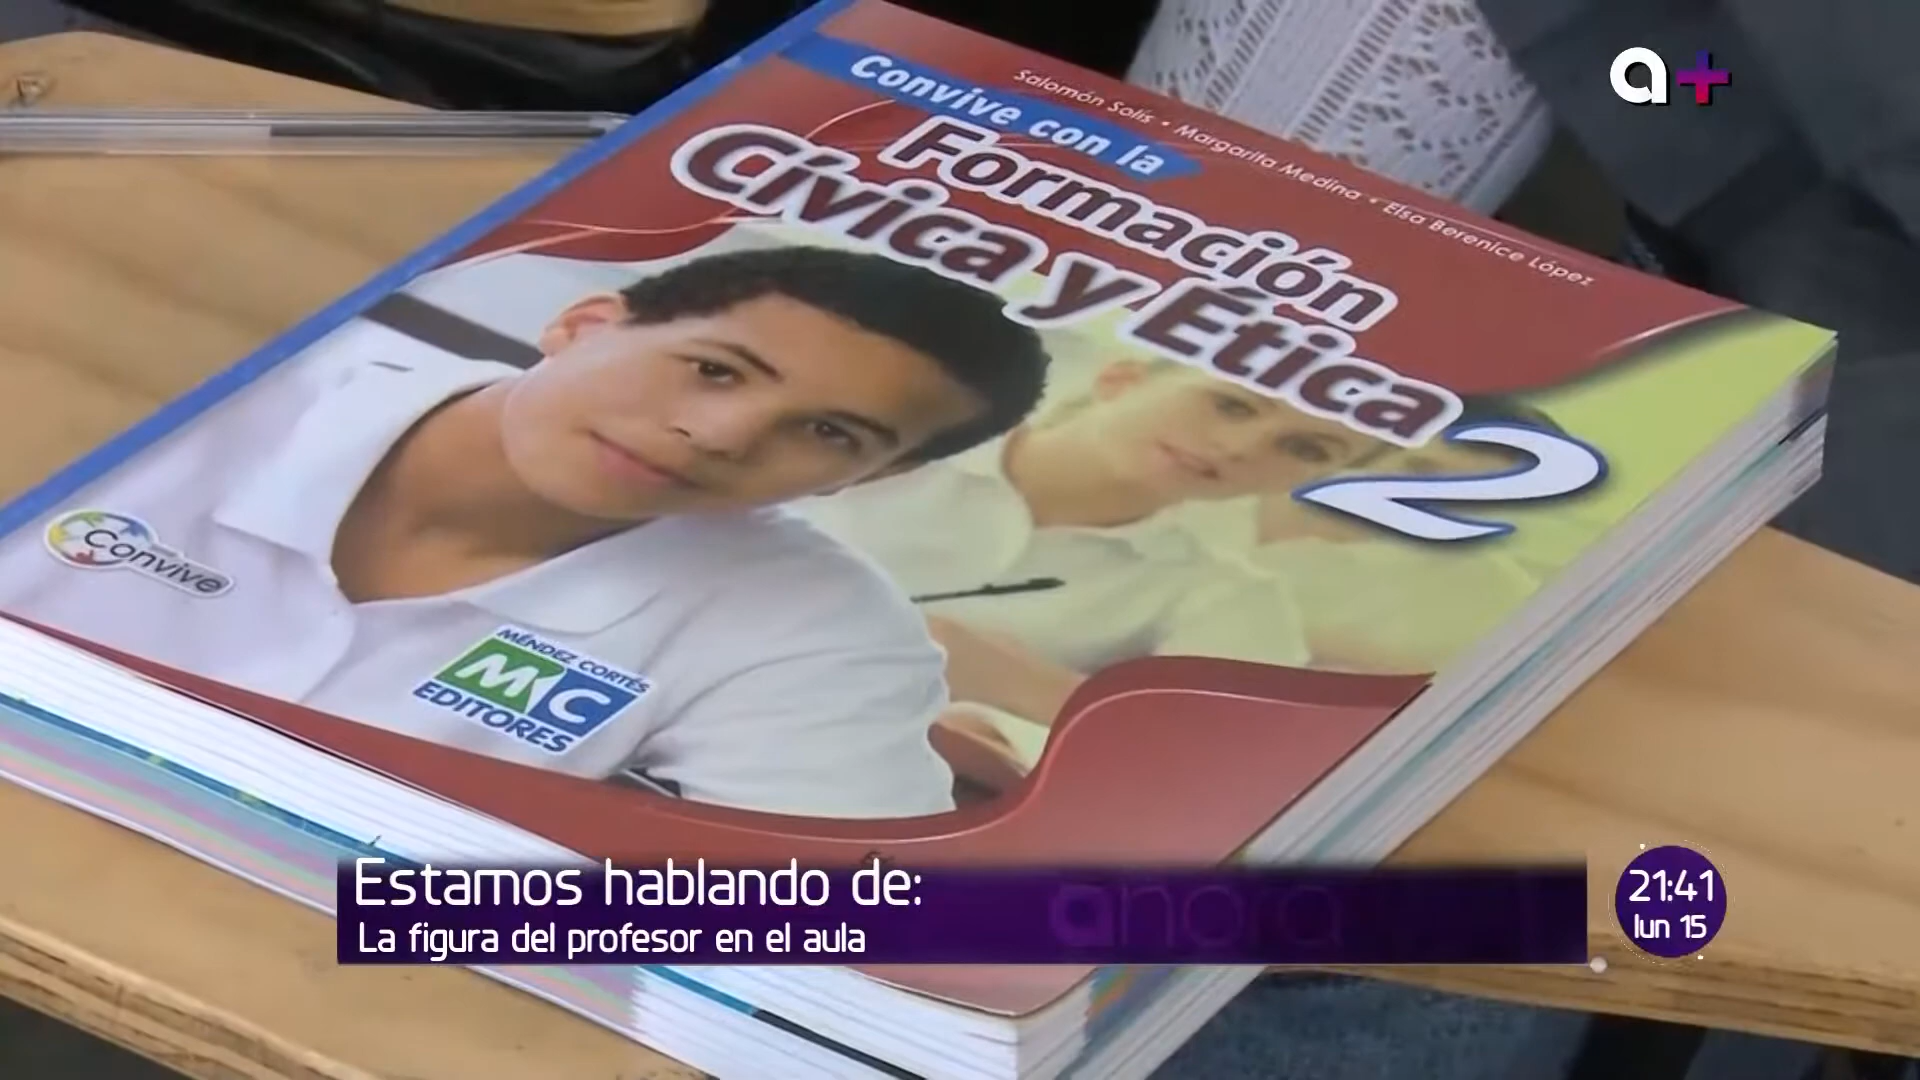 a+
Salomón Solís • Margarita Medina • Elsa Berenice López
Convive con la
Formación
Cívica y Ética
2
Convive
MÉNDEZ CORTÉS
MC
EDITORES
Estamos hablando de:
La figura del profesor en el aula
ahora
21:41
lun 15